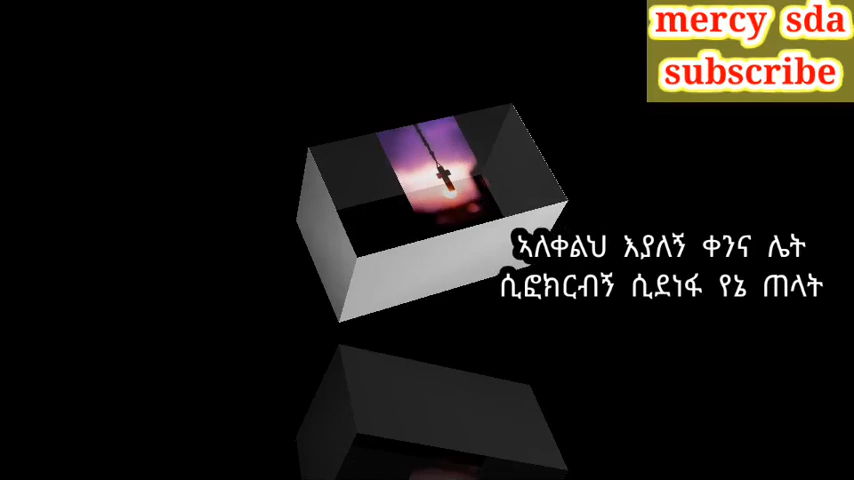 mercy sda
subscribe
ኣለቀልህ እያለኝ ቀንና ሌት
ሲፎክርብኝ ሲደነፋ የኔ ጠላት